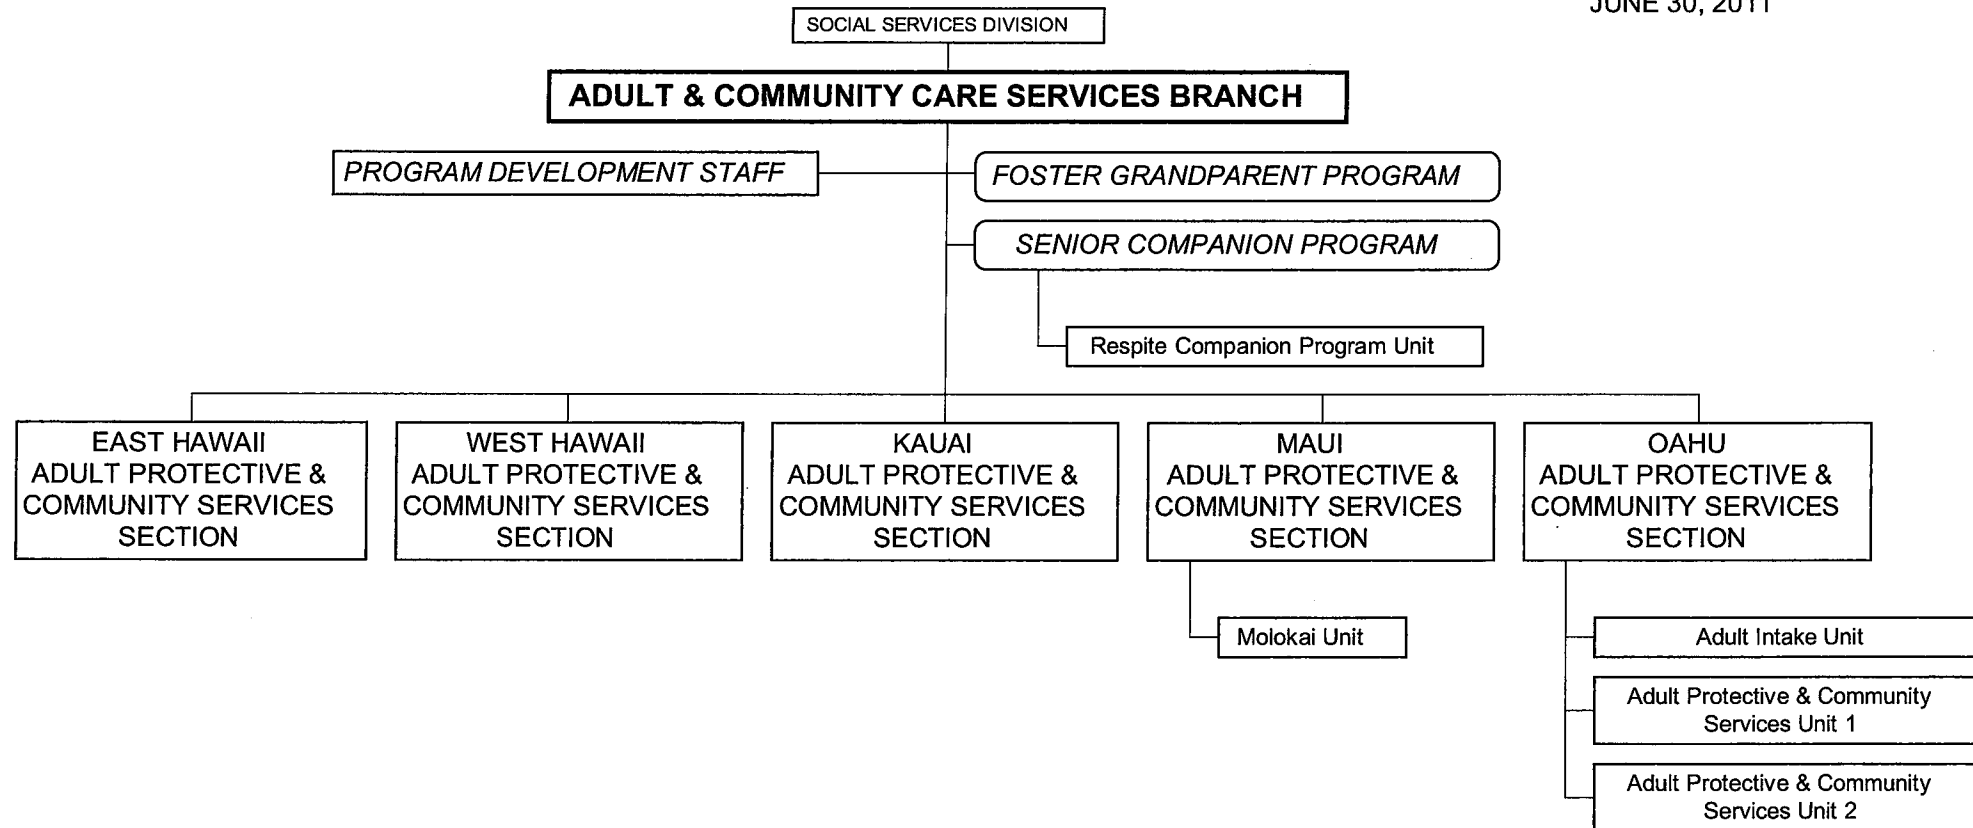 JUNE 30, 2011
SOCIAL SERVICES DIVISION
ADULT & COMMUNITY CARE SERVICES BRANCH
PROGRAM DEVELOPMENT STAFF
FOSTER GRANDPARENT PROGRAM
SENIOR COMPANION PROGRAM
Respite Companion Program Unit
EAST HAWAII
ADULT PROTECTIVE &
COMMUNITY SERVICES
SECTION
WEST HAWAII
ADULT PROTECTIVE &
COMMUNITY SERVICES
SECTION
KAUAI
ADULT PROTECTIVE &
COMMUNITY SERVICES
SECTION
MAUI
ADULT PROTECTIVE &
COMMUNITY SERVICES
SECTION
OAHU
ADULT PROTECTIVE &
COMMUNITY SERVICES
SECTION
Molokai Unit
Adult Intake Unit
Adult Protective & Community
Services Unit 1
Adult Protective & Community
Services Unit 2